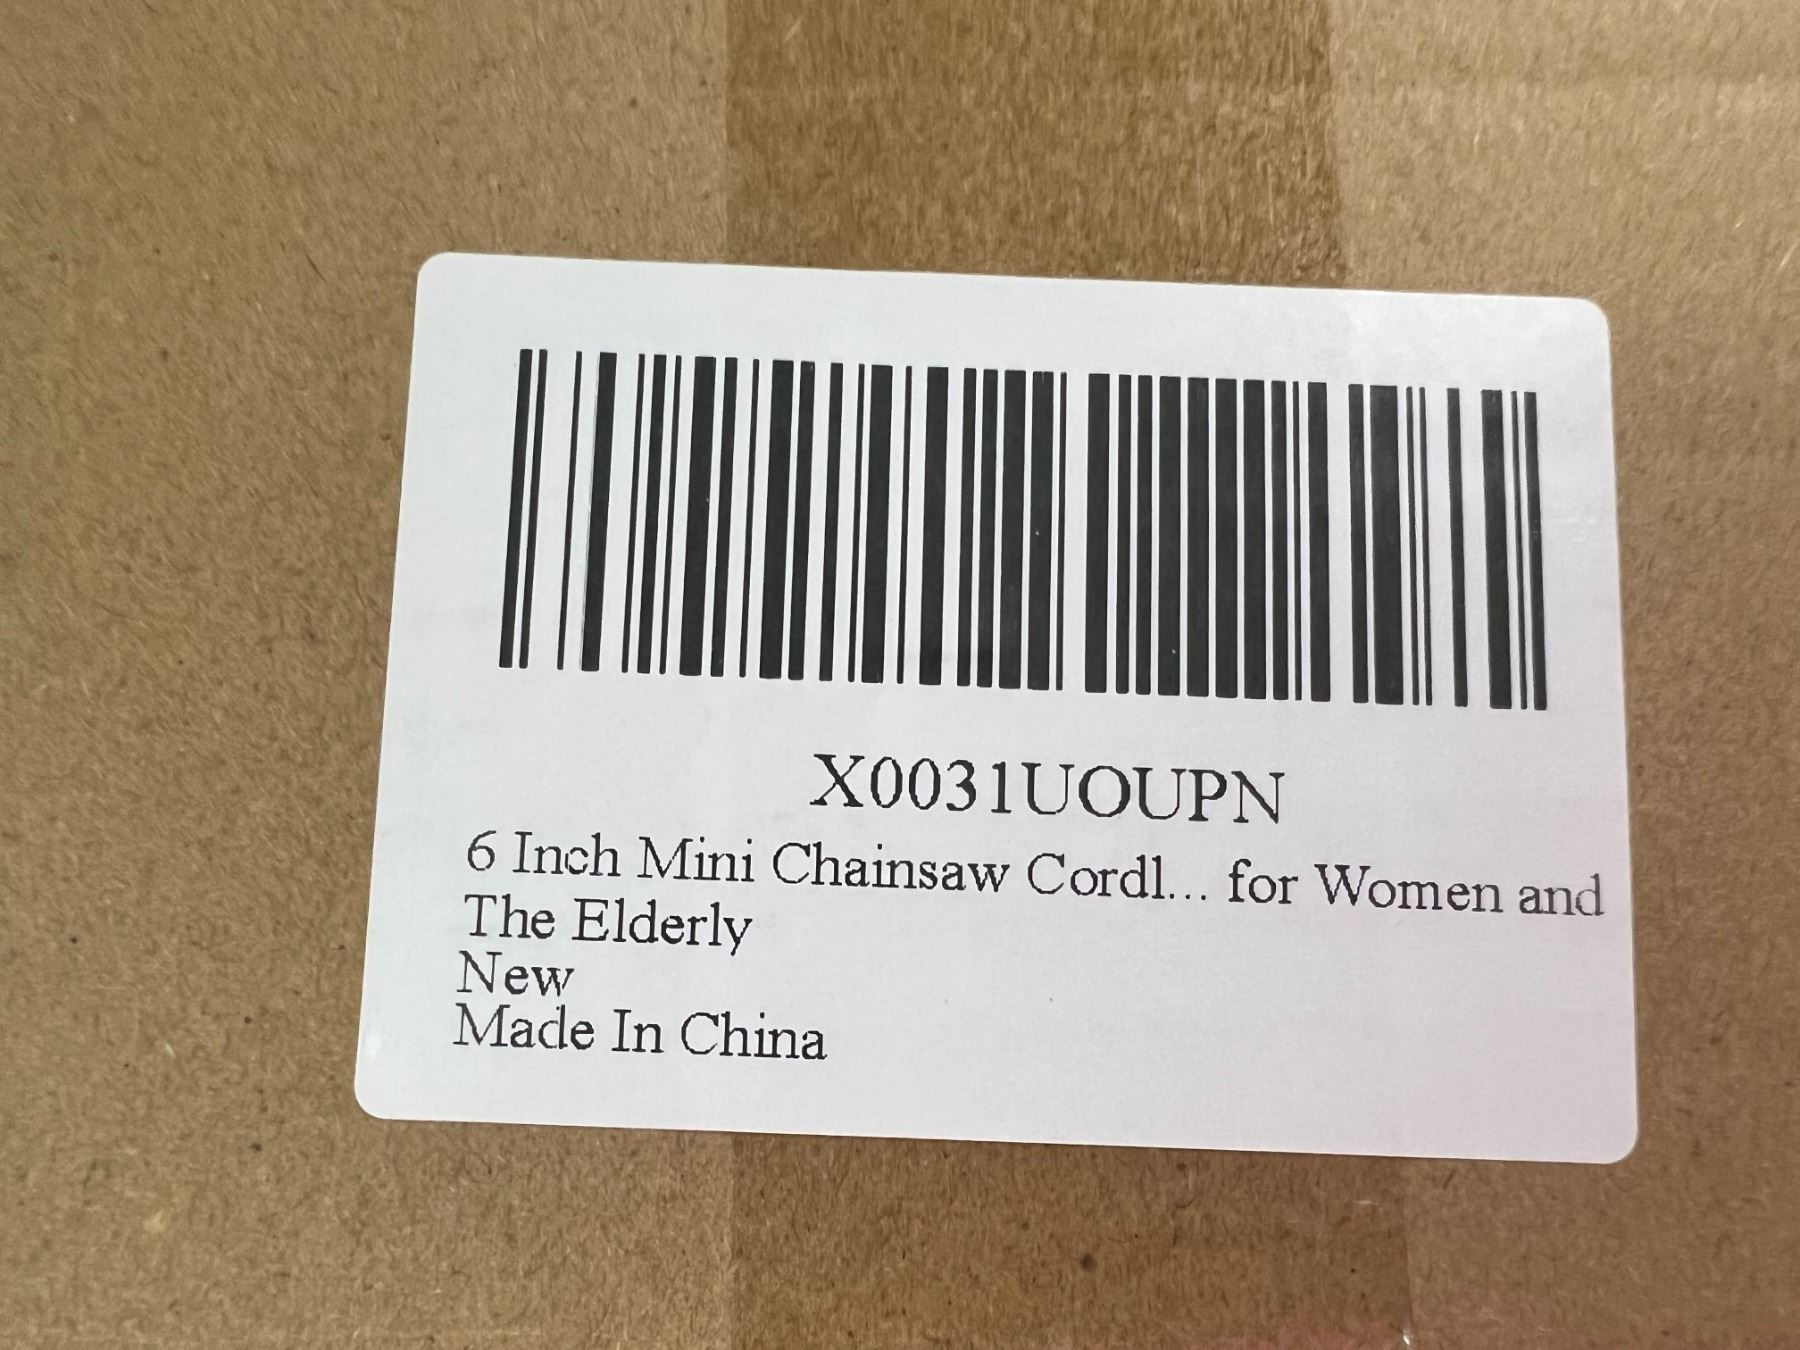 X0031UOUPN
6 Inch Mini Chainsaw Cordl... for Women and
The Elderly
New
Made In China